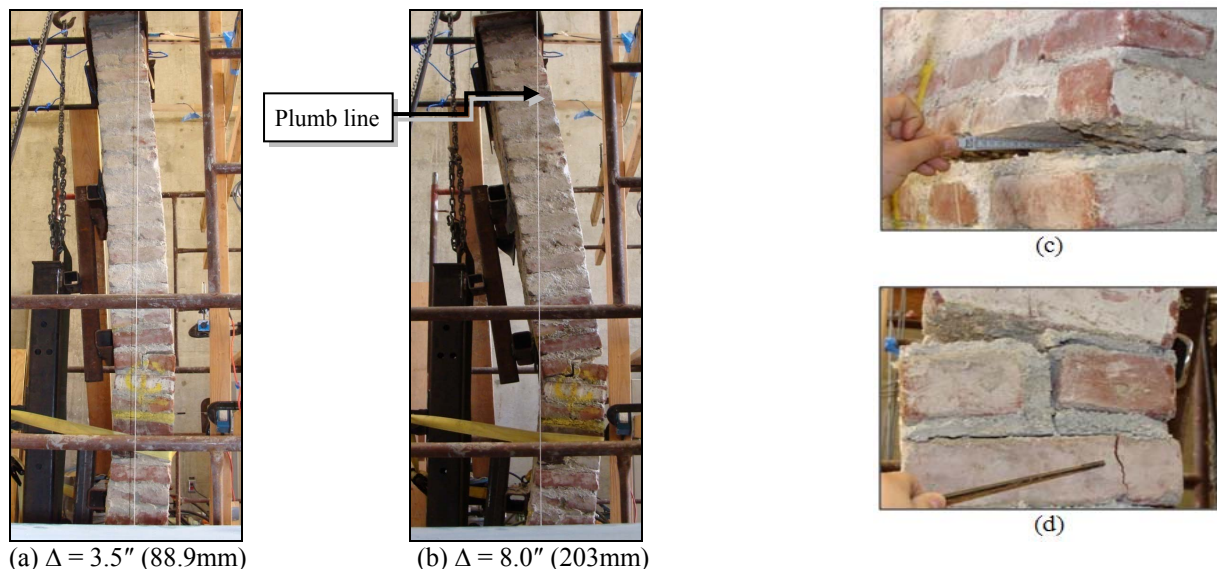 Plumb line
(a) Δ = 3.5″ (88.9mm)
(b) Δ = 8.0″ (203mm)
(c)
(d)